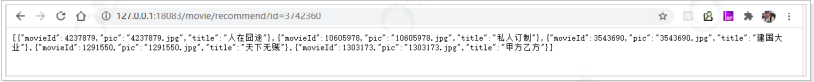 127.0.0.1:18083/movie/recommend?id=3742360
[{"movieId":4237879,"pic":"4237879.jpg","title":"人在囧途"},{"movieId":10605978,"pic":"10605978.jpg","title":"私人订制"},{"movieId":3543690,"pic":"3543690.jpg","title":"建国大
业"},{"movieId":1291550,"pic":"1291550.jpg","title":"天下无贼"},{"movieId":1303173,"pic":"1303173.jpg","title":"甲方乙方"}]